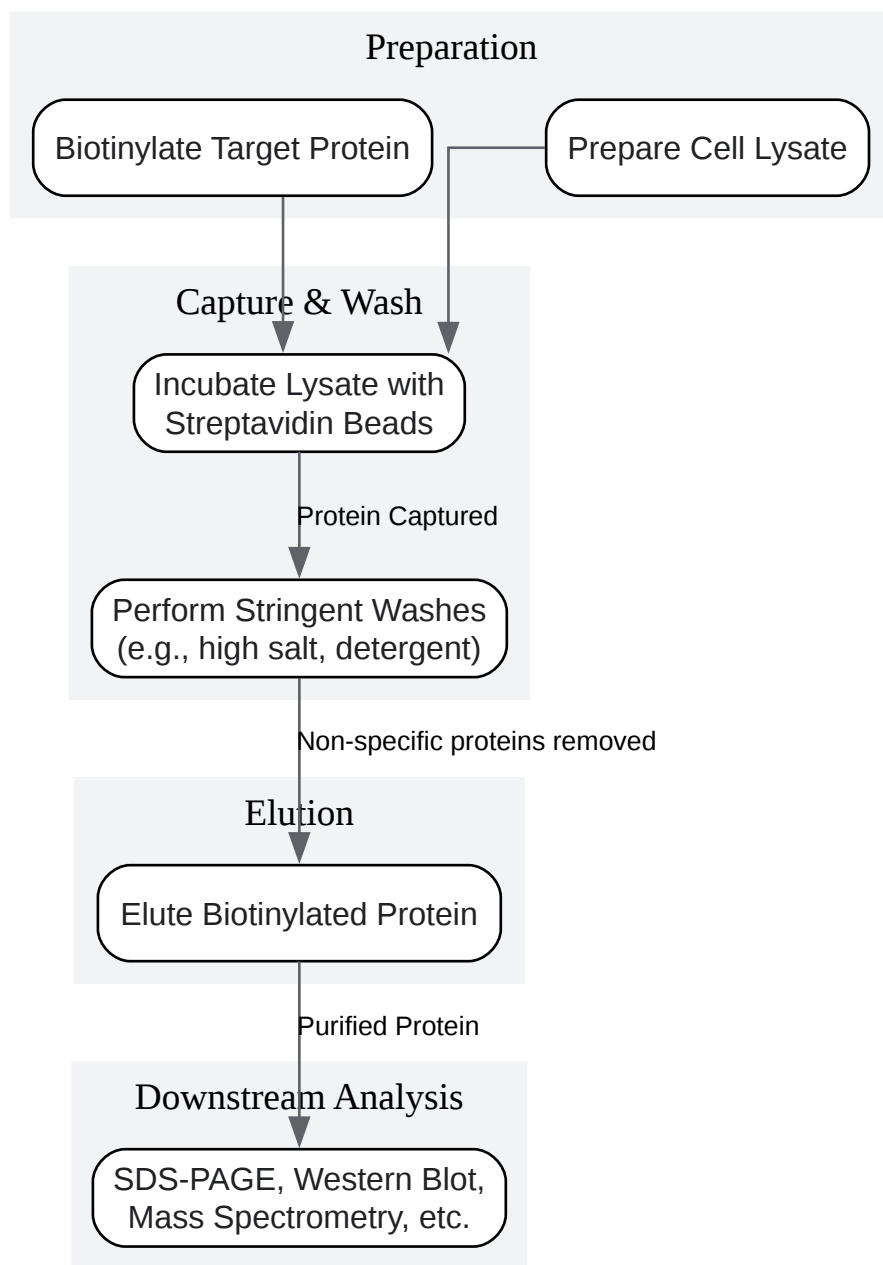 Preparation
Biotinylate Target Protein
Prepare Cell Lysate
Capture & Wash
Incubate Lysate with
Streptavidin Beads
Protein Captured
Perform Stringent Washes
(e.g., high salt, detergent)
Non-specific proteins removed
Elution
Elute Biotinylated Protein
Purified Protein
Downstream Analysis
SDS-PAGE, Western Blot,
Mass Spectrometry, etc.